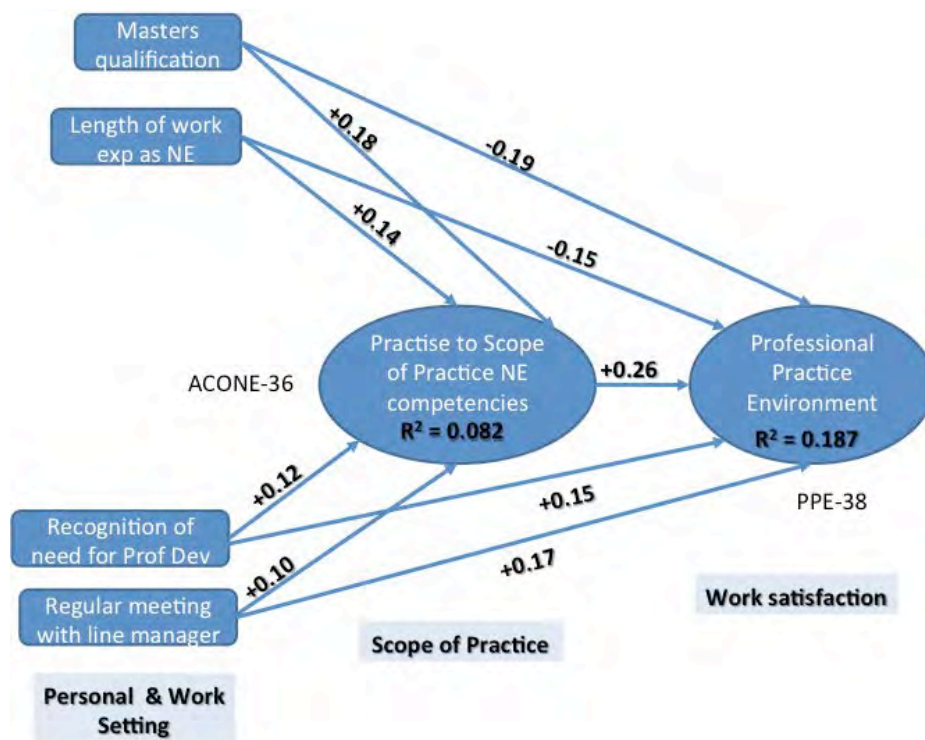 Masters
qualification
Length of work
exp as NE
+0.18
-0.19
+0.14
-0.15
ACONE-36
Practise to Scope
of Practice NE
competencies
R² = 0.082
+0.26
Professional
Practice
Environment
R² = 0.187
PPE-38
+0.12
+0.15
Recognition of
need for Prof Dev
+0.10
+0.17
Regular meeting
with line manager
Work satisfaction
Scope of Practice
Personal & Work
Setting